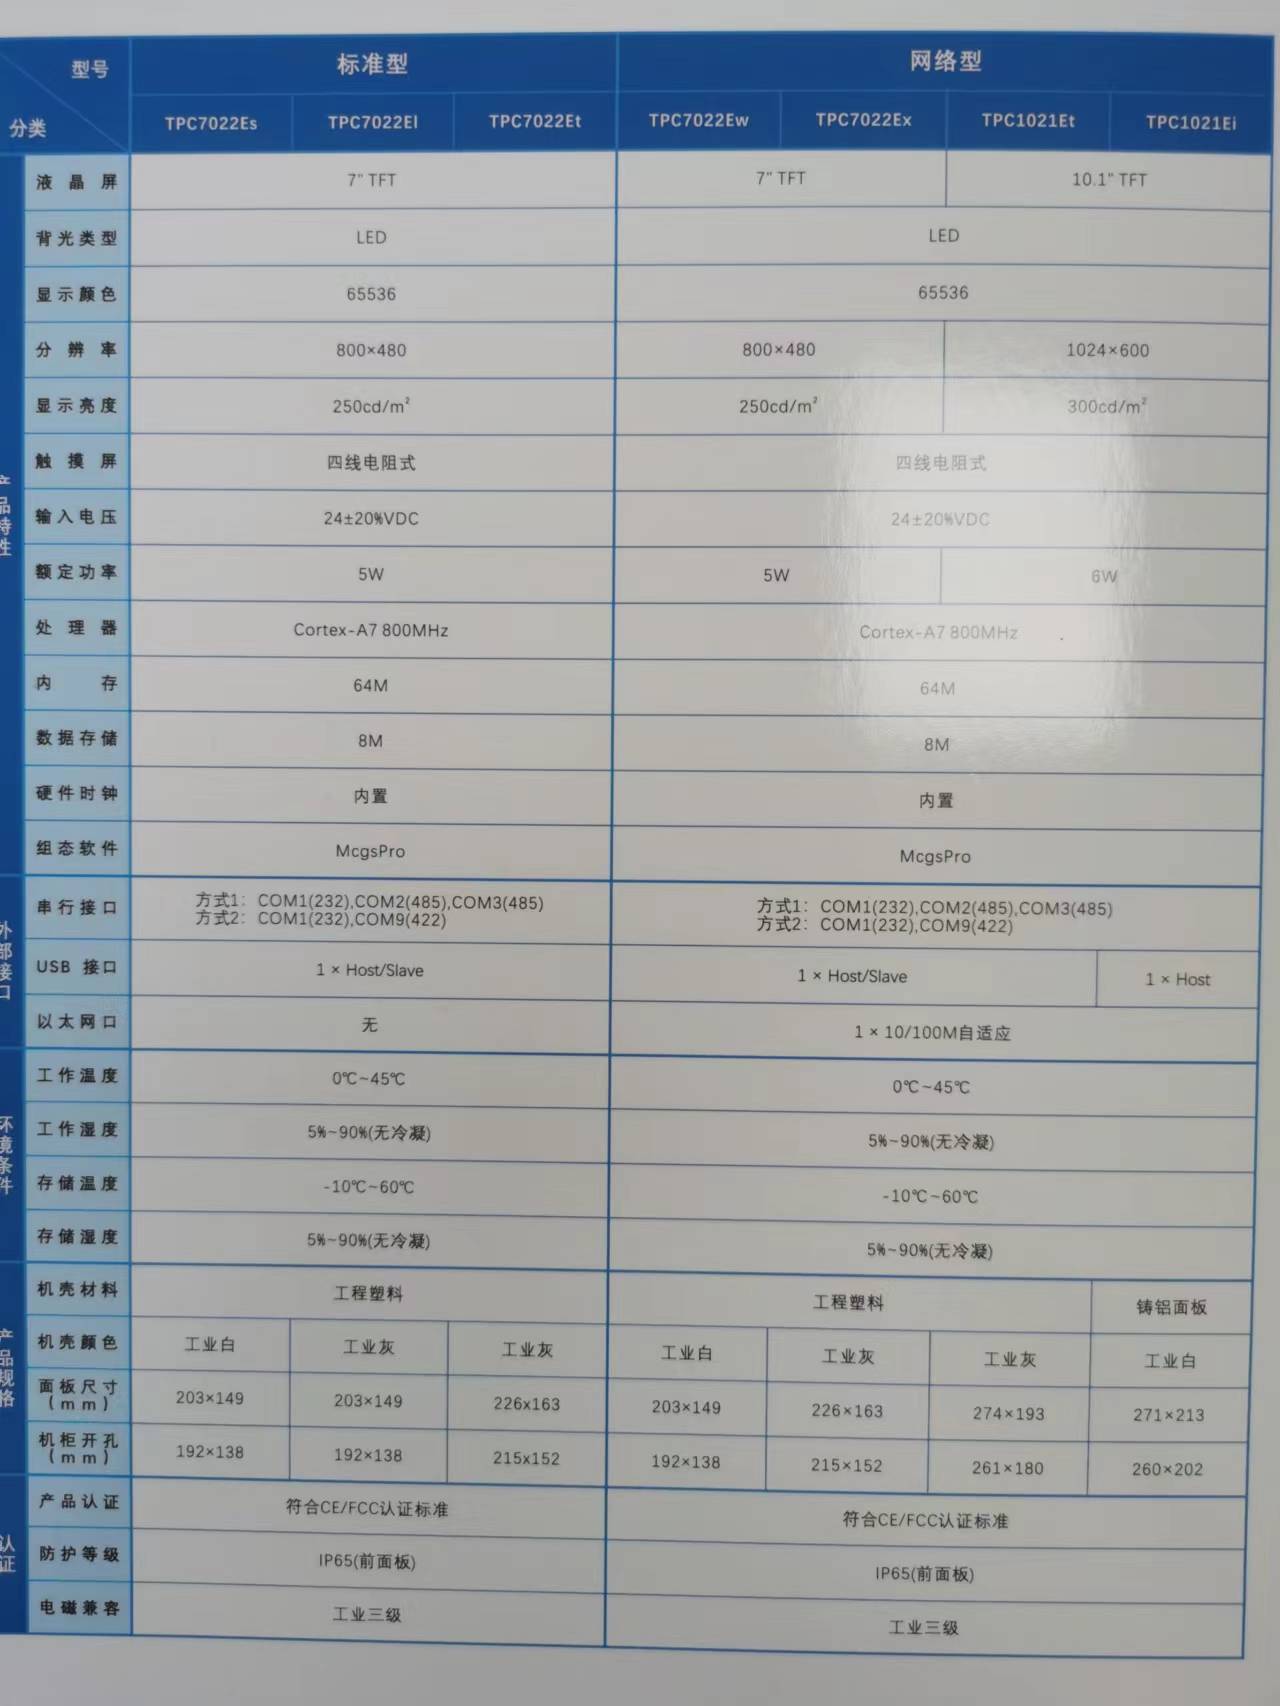 型号
分类
标准型
网络型
TPC7022Es TPC7022El TPC7022Et TPC7022Ew TPC7022Ex TPC1021Et TPC1021Ei
产品特性
液晶屏 7" TFT 7" TFT 10.1" TFT
背光类型 LED LED
显示颜色 65536 65536
分辨率 800×480 800×480 1024×600
显示亮度 250cd/m² 250cd/m² 300cd/m²
触摸屏 四线电阻式 四线电阻式
输入电压 24±20%VDC 24±20%VDC
额定功率 5W 5W 6W
处理器 Cortex-A7 800MHz Cortex-A7 800MHz
内存 64M 64M
数据存储 8M 8M
硬件时钟 内置 内置
组态软件 McgsPro McgsPro
外部接口
串行接口
方式1: COM1(232),COM2(485),COM3(485)
方式2: COM1(232),COM9(422)
方式1: COM1(232),COM2(485),COM3(485)
方式2: COM1(232),COM9(422)
USB 接口 1 × Host/Slave 1 × Host/Slave 1 × Host
以太网口 无 1 × 10/100M自适应
环境条件
工作温度 0℃~45℃ 0℃~45℃
工作湿度 5%~90%(无冷凝) 5%~90%(无冷凝)
存储温度 -10℃~60℃ -10℃~60℃
存储湿度 5%~90%(无冷凝) 5%~90%(无冷凝)
产品规格
机壳材料 工程塑料 工程塑料 铸铝面板
机壳颜色 工业白 工业灰 工业灰 工业白 工业灰 工业灰 工业白
面板尺寸
(mm)
203×149 203×149 226x163 203×149 226×163 274×193 271×213
机柜开孔
(mm)
192×138 192×138 215x152 192×138 215×152 261×180 260×202
认证
产品认证 符合CE/FCC认证标准 符合CE/FCC认证标准
防护等级 IP65(前面板) IP65(前面板)
电磁兼容 工业三级 工业三级